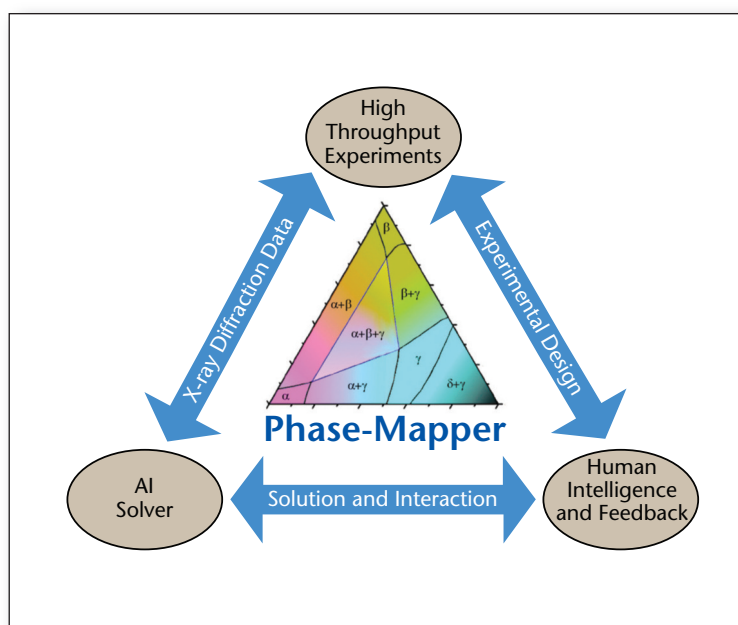 High
Throughput
Experiments
X-ray Diffraction Data
Experimental Design
β
α+β
β+γ
α+β+γ
γ
α
α+γ
δ+γ
Phase-Mapper
AI
Solver
Solution and Interaction
Human
Intelligence
and Feedback